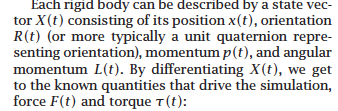 Each rigid body can be described by a state vec-
tor X(t) consisting of its position x(t), orientation
R(t) (or more typically a unit quaternion repre-
senting orientation), momentum p(t), and angular
momentum L(t). By differentiating X(t), we get
to the known quantities that drive the simulation,
force F(t) and torque τ(t):